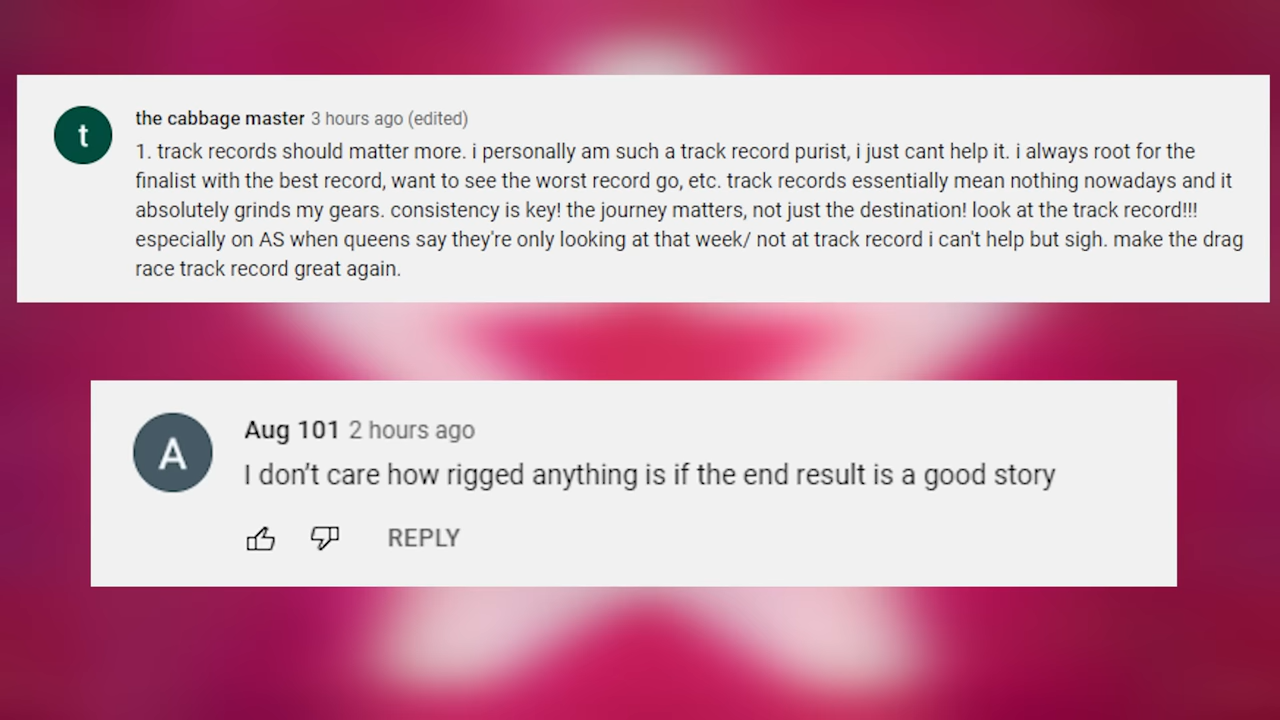 t
the cabbage master 3 hours ago (edited)
1. track records should matter more. i personally am such a track record purist, i just cant help it. i always root for the
finalist with the best record, want to see the worst record go, etc. track records essentially mean nothing nowadays and it
absolutely grinds my gears. consistency is key! the journey matters, not just the destination! look at the track record!!!
especially on AS when queens say they're only looking at that week/ not at track record i can't help but sigh. make the drag
race track record great again.
A
Aug 101 2 hours ago
I don’t care how rigged anything is if the end result is a good story
REPLY